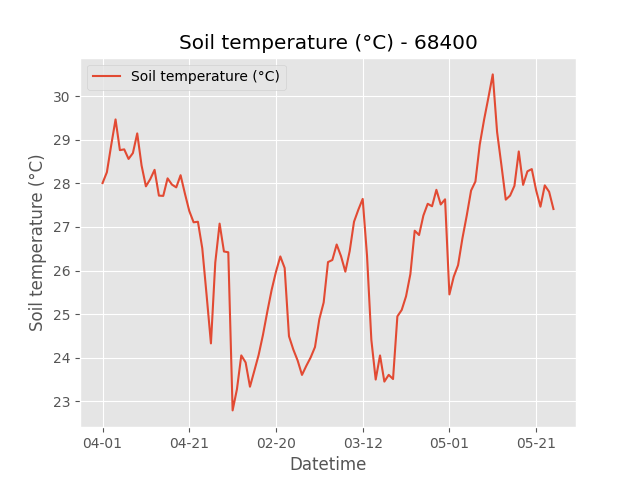 Soil temperature (°C) - 68400
Soil temperature (°C)
30
29
28
27
26
25
24
23
Soil temperature (°C)
04-01 04-21 02-20 03-12 05-01 05-21
Datetime